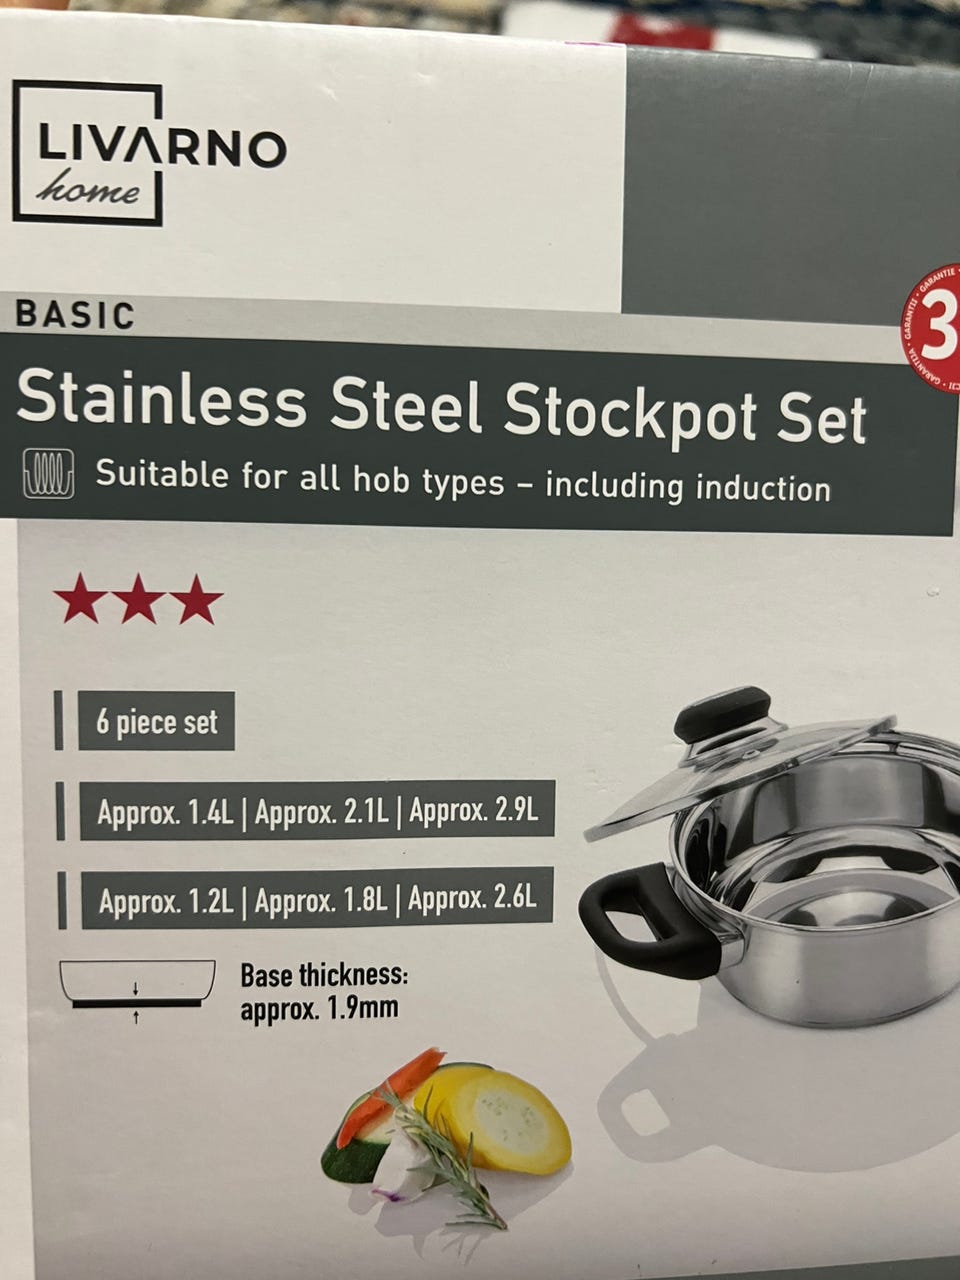 LIVARNO
home
BASIC
GARANTIE
GARANTIJA
3
Stainless Steel Stockpot Set
Suitable for all hob types – including induction
6 piece set
Approx. 1.4L | Approx. 2.1L | Approx. 2.9L
Approx. 1.2L | Approx. 1.8L | Approx. 2.6L
Base thickness:
approx. 1.9mm